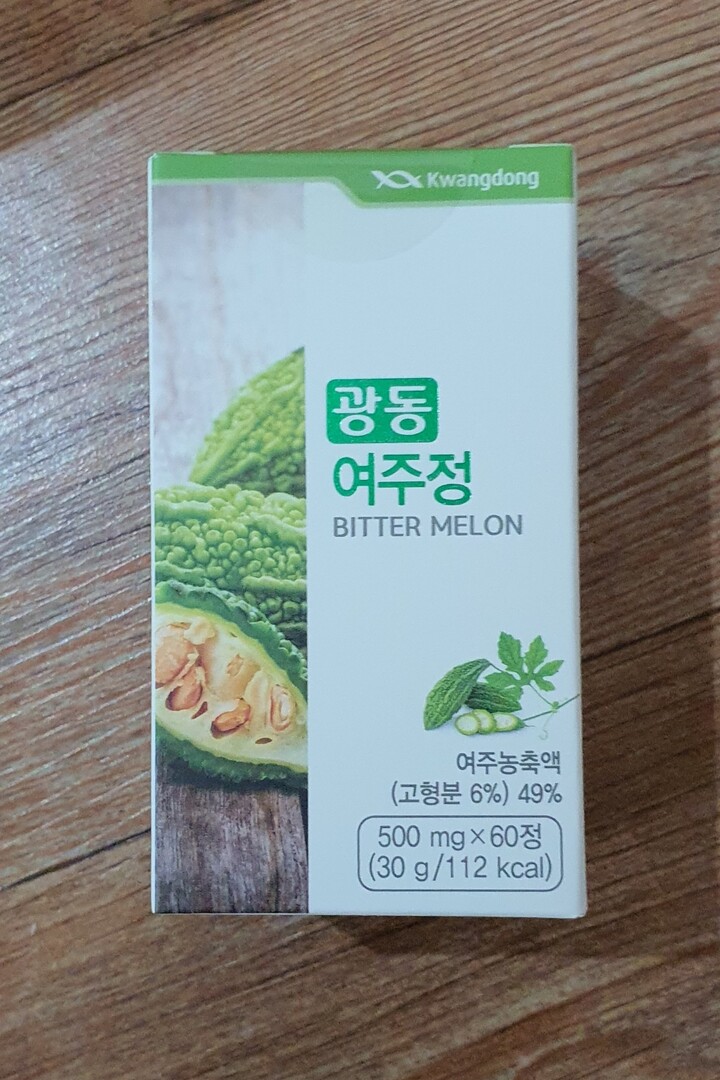 Kwangdong
광동
여주정
BITTER MELON
여주농축액
(고형분 6%) 49%
500 mg×60정
(30 g/112 kcal)